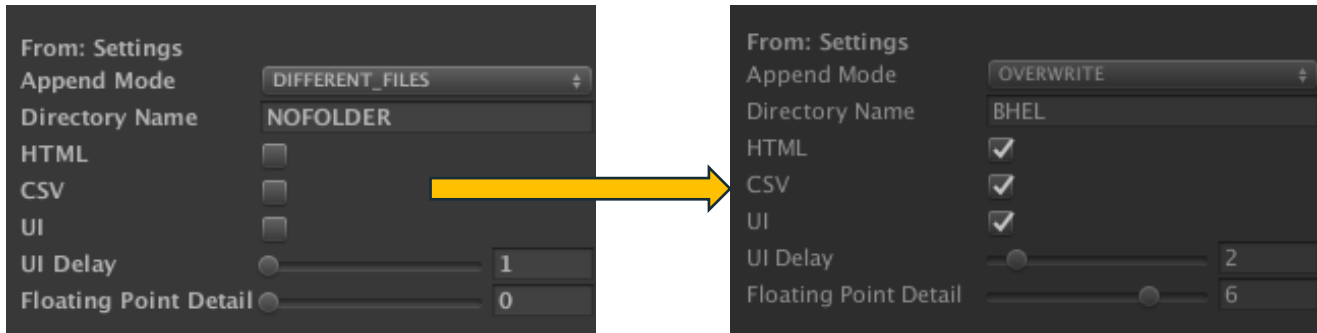 From: Settings
Append Mode DIFFERENT_FILES
Directory Name NOFOLDER
HTML
CSV
UI
UI Delay 1
Floating Point Detail 0
From: Settings
Append Mode OVERWRITE
Directory Name BHEL
HTML
CSV
UI
UI Delay 2
Floating Point Detail 6